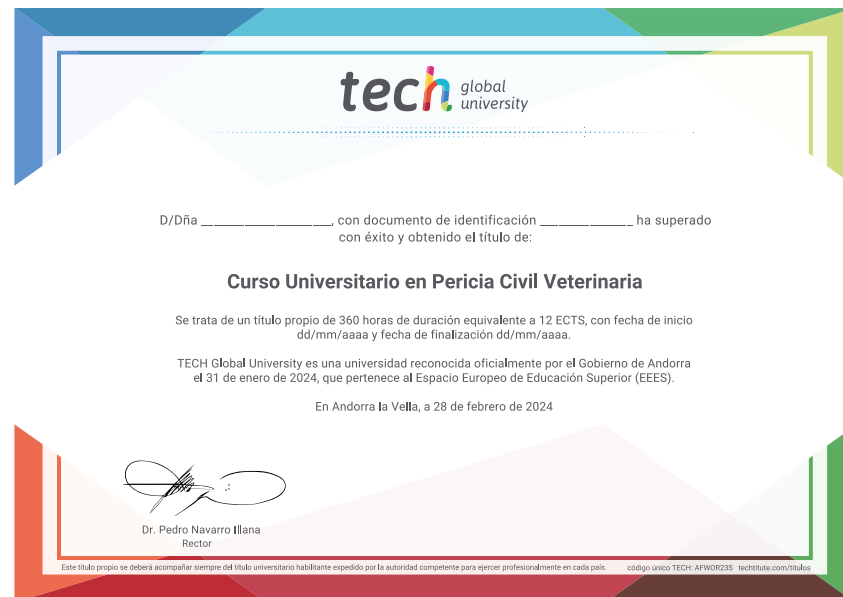 tech global
university
D/Dña ______________________, con documento de identificación ________________ ha superado
con éxito y obtenido el título de:
Curso Universitario en Pericia Civil Veterinaria
Se trata de un título propio de 360 horas de duración equivalente a 12 ECTS, con fecha de inicio
dd/mm/aaaa y fecha de finalización dd/mm/aaaa.
TECH Global University es una universidad reconocida oficialmente por el Gobierno de Andorra
el 31 de enero de 2024, que pertenece al Espacio Europeo de Educación Superior (EEES).
En Andorra la Vella, a 28 de febrero de 2024
Dr. Pedro Navarro Illana
Rector
Este título propio se deberá acompañar siempre del título universitario habilitante expedido por la autoridad competente para ejercer profesionalmente en cada país. código único TECH: AFWOR23S techtitute.com/titulos